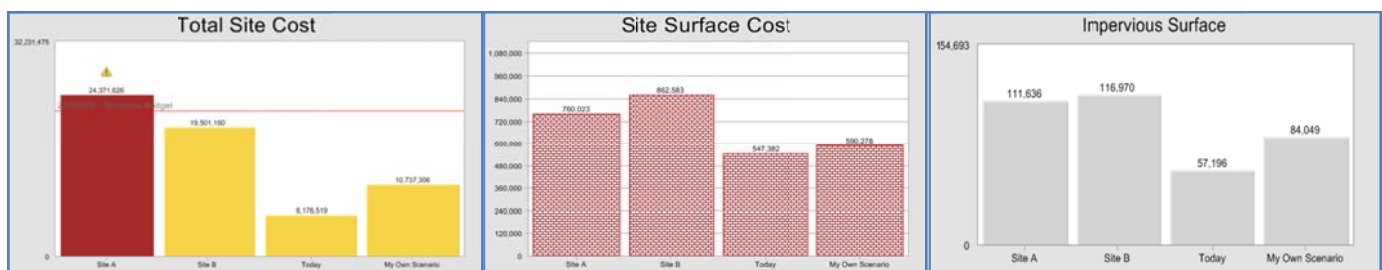 Total Site Cost
32,231,475
24,371,626
Budget
19,501,160
6,176,519
10,737,306
0
Site A
Site B
Today
My Own Scenario
Site Surface Cost
1,080,000
960,000
840,000
720,000
600,000
480,000
360,000
240,000
120,000
0
760,023
862,583
547,382
590,278
Site A
Site B
Today
My Own Scenario
Impervious Surface
154,693
111,636
116,970
57,196
84,049
0
Site A
Site B
Today
My Own Scenario